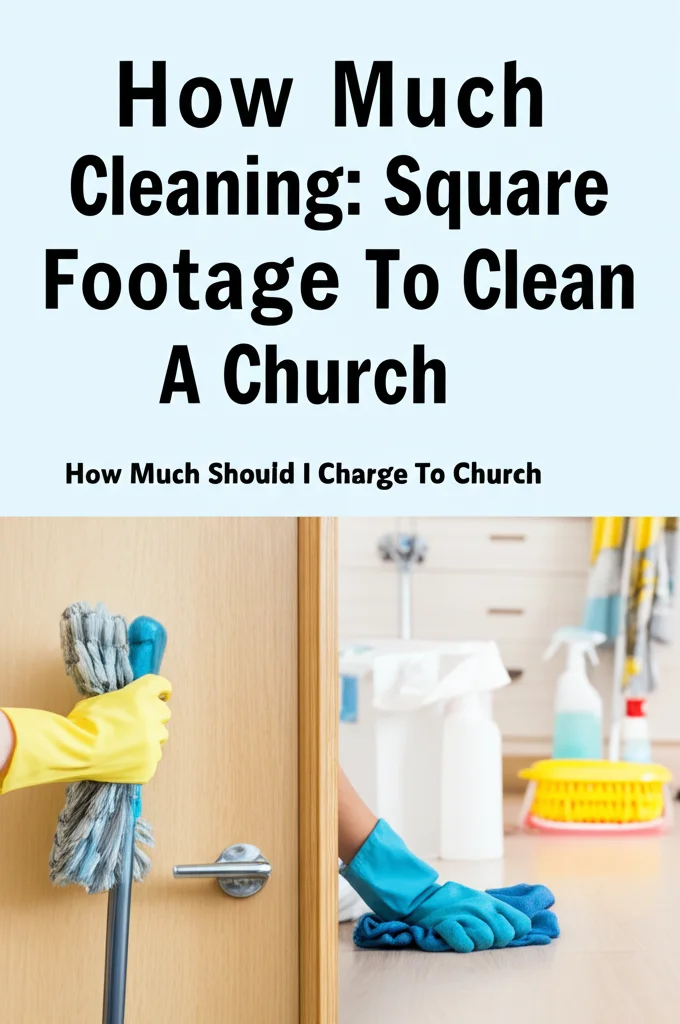 How Much
Cleaning: Square
Footage To Clean
A Church
How Much Should I Charge To Church